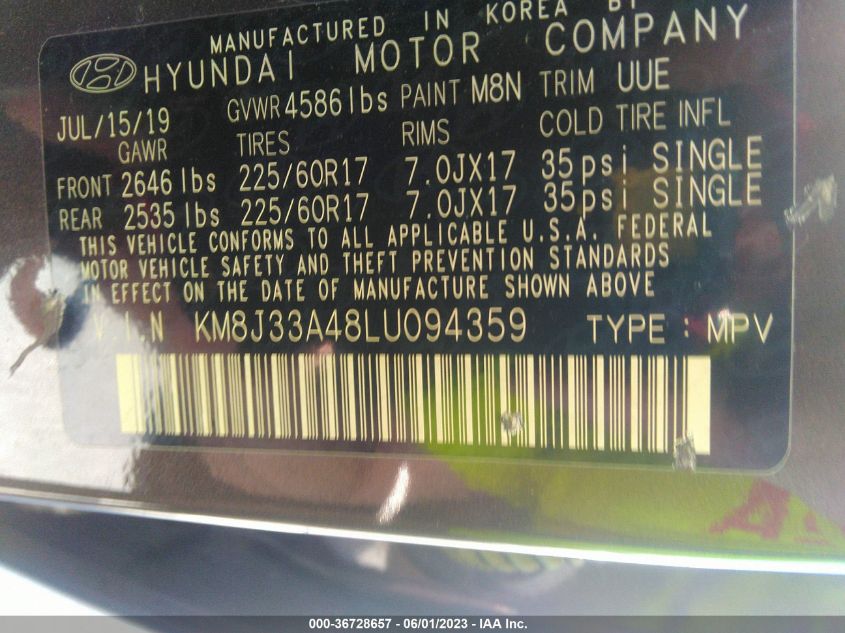 MANUFACTURED IN KOREA BY
HYUNDAI MOTOR COMPANY
JUL/15/19 GVWR 4586 lbs PAINT M8N TRIM UUE
GAWR TIRES RIMS COLD TIRE INFL
FRONT 2646 lbs 225/60R17 7.0JX17 35psi SINGLE
REAR 2535 lbs 225/60R17 7.0JX17 35psi SINGLE
THIS VEHICLE CONFORMS TO ALL APPLICABLE U.S.A. FEDERAL
MOTOR VEHICLE SAFETY AND THEFT PREVENTION STANDARDS
IN EFFECT ON THE DATE OF MANUFACTURE SHOWN ABOVE
V.I.N KM8J33A48LU094359 TYPE : MPV
000-36728657 - 06/01/2023 - © IAA Inc.